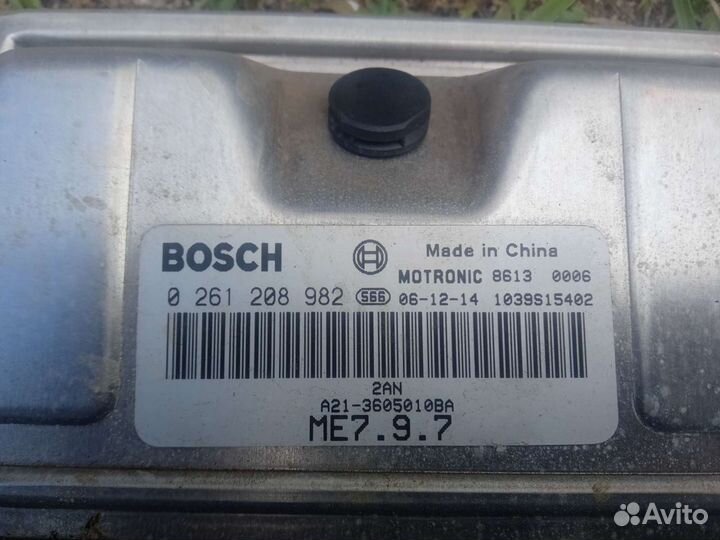 BOSCH Made in China
MOTRONIC 8613 0006
0 261 208 982 566 06-12-14 1039S15402
2AN
A21-3605010BA
ME7.9.7
Avito